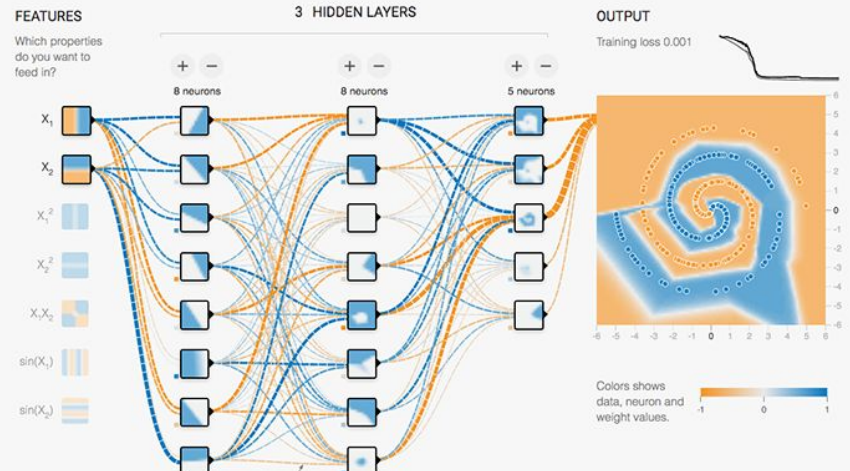 FEATURES
Which properties
do you want to
feed in?
X1
X2
X1²
X2²
X1X2
sin(X1)
sin(X2)
3 HIDDEN LAYERS
+ −
8 neurons
+ −
8 neurons
+ −
5 neurons
OUTPUT
Training loss 0.001
6
5
4
3
2
1
0
-1
-2
-3
-4
-5
-6
-6 -5 -4 -3 -2 -1 0 1 2 3 4 5 6
Colors shows
data, neuron and
weight values.
-1 0 1